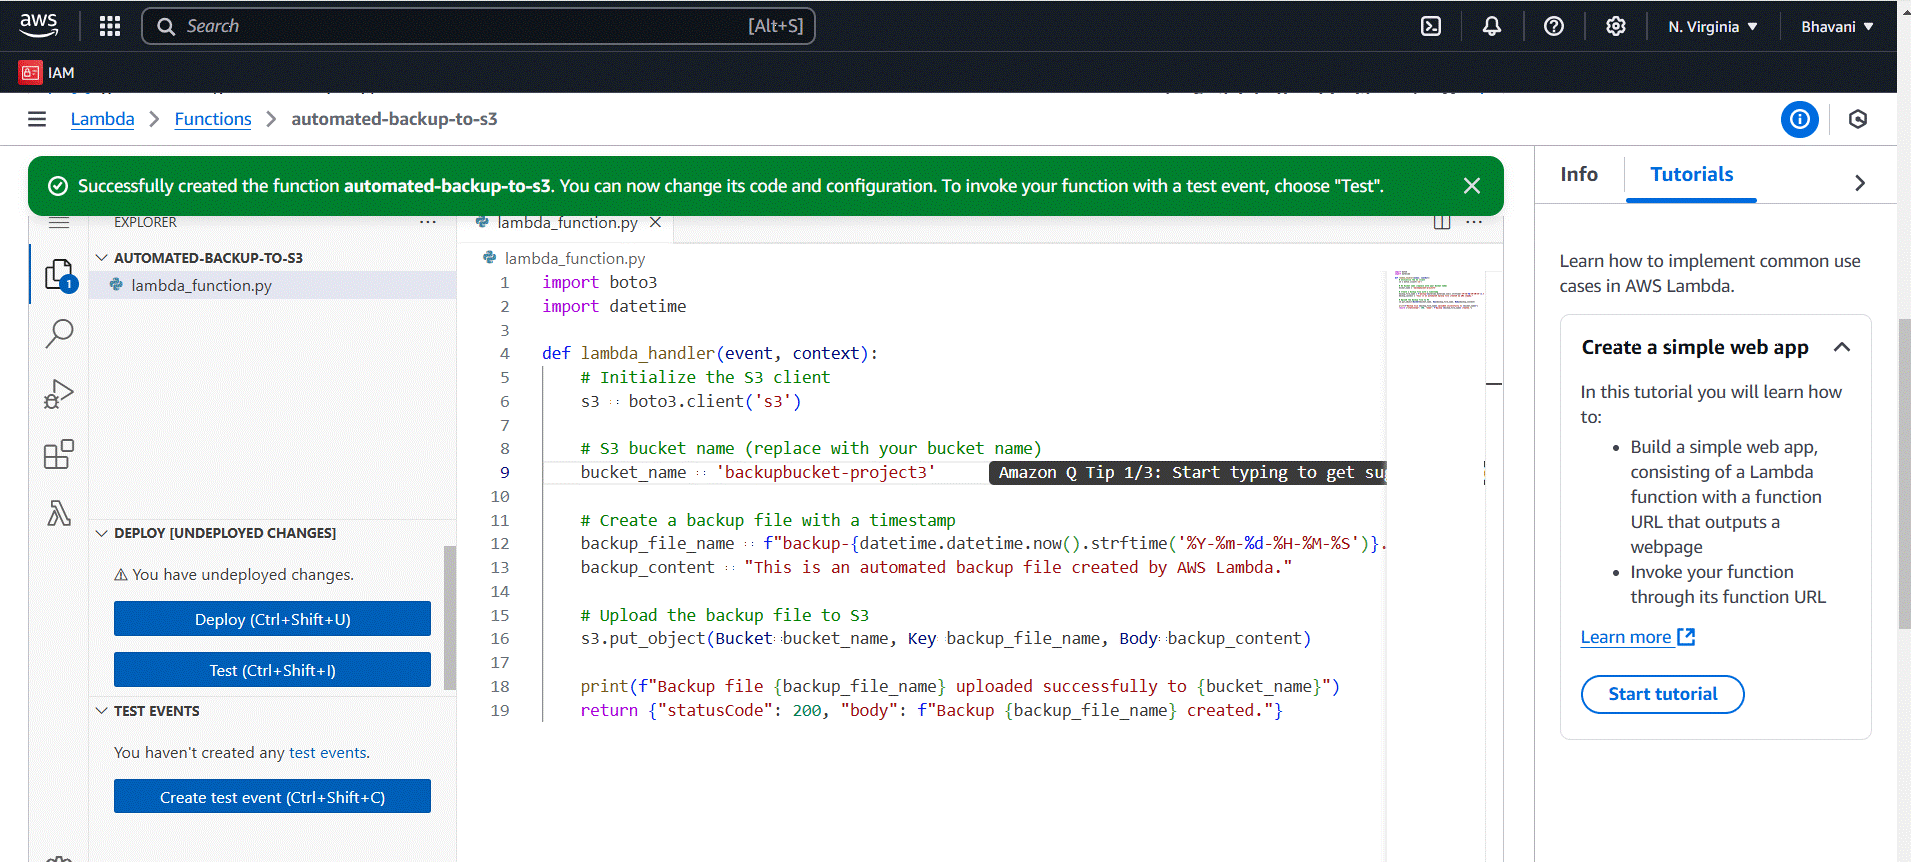 aws
Search [Alt+S]
N. Virginia ▼
Bhavani ▼
IAM
Lambda > Functions > automated-backup-to-s3
Successfully created the function automated-backup-to-s3. You can now change its code and configuration. To invoke your function with a test event, choose "Test".
EXPLORER
AUTOMATED-BACKUP-TO-S3
lambda_function.py
1
DEPLOY [UNDEPLOYED CHANGES]
You have undeployed changes.
Deploy (Ctrl+Shift+U)
Test (Ctrl+Shift+I)
TEST EVENTS
You haven't created any test events.
Create test event (Ctrl+Shift+C)
lambda_function.py
lambda_function.py
1 import boto3
2 import datetime
3
4 def lambda_handler(event, context):
5 # Initialize the S3 client
6 s3 = boto3.client('s3')
7
8 # S3 bucket name (replace with your bucket name)
9 bucket_name = 'backupbucket-project3' Amazon Q Tip 1/3: Start typing to get sug
10
11 # Create a backup file with a timestamp
12 backup_file_name = f"backup-{datetime.datetime.now().strftime('%Y-%m-%d-%H-%M-%S')}.
13 backup_content = "This is an automated backup file created by AWS Lambda."
14
15 # Upload the backup file to S3
16 s3.put_object(Bucket=bucket_name, Key=backup_file_name, Body=backup_content)
17
18 print(f"Backup file {backup_file_name} uploaded successfully to {bucket_name}")
19 return {"statusCode": 200, "body": f"Backup {backup_file_name} created."}
Info
Tutorials
Learn how to implement common use
cases in AWS Lambda.
Create a simple web app
In this tutorial you will learn how
to:
• Build a simple web app,
consisting of a Lambda
function with a function
URL that outputs a
webpage
• Invoke your function
through its function URL
Learn more
Start tutorial